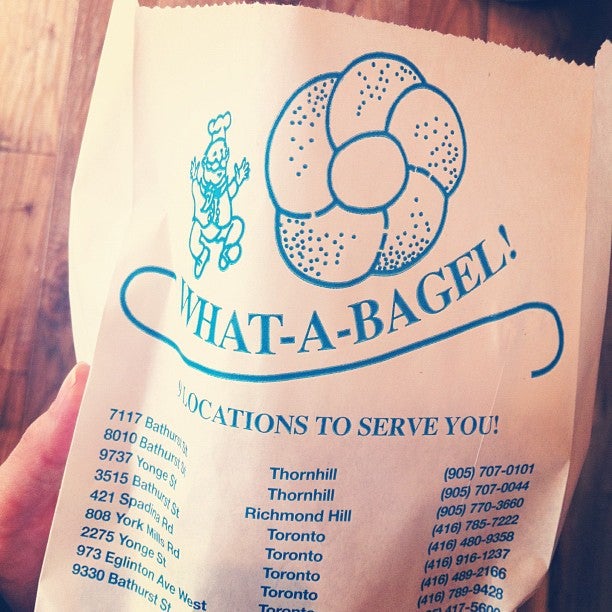 WHAT-A-BAGEL!
9 LOCATIONS TO SERVE YOU!
7117 Bathurst St Thornhill (905) 707-0101
8010 Bathurst St Thornhill (905) 707-0044
9737 Yonge St Richmond Hill (905) 770-3660
3515 Bathurst St Toronto (416) 785-7222
421 Spadina Rd Toronto (416) 480-9358
808 York Mills Rd Toronto (416) 916-1237
2275 Yonge St Toronto (416) 489-2166
973 Eglinton Ave West Toronto (416) 789-9428
9330 Bathurst St